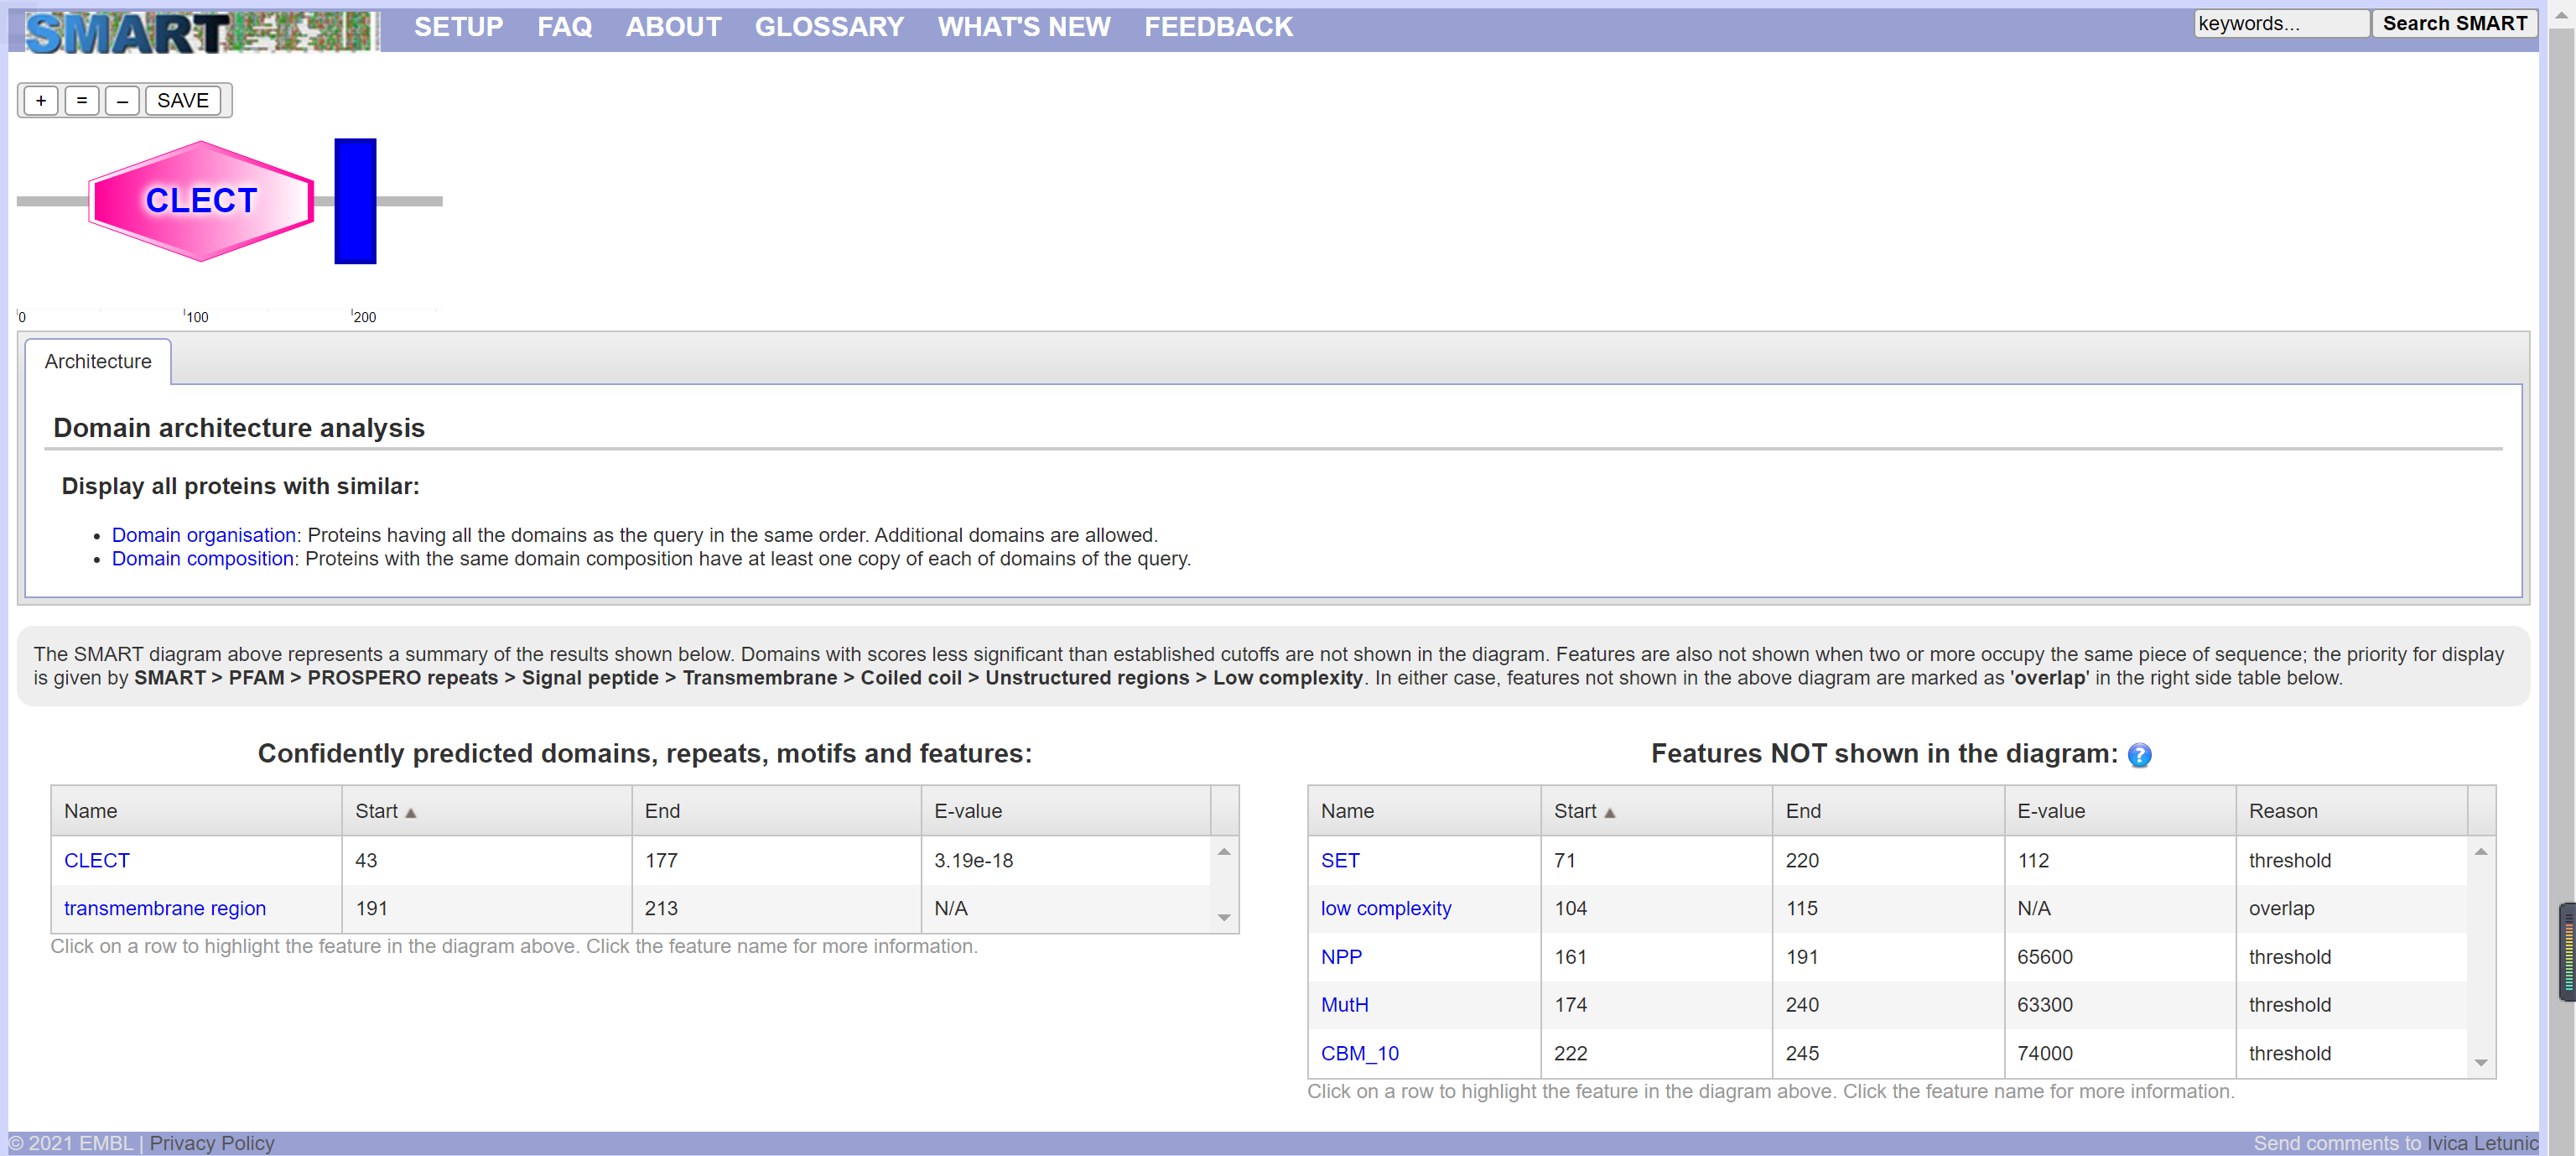 SMART SETUP FAQ ABOUT GLOSSARY WHAT'S NEW FEEDBACK keywords... Search SMART
+ = – SAVE
CLECT
0 100 200
Architecture
Domain architecture analysis
Display all proteins with similar:
• Domain organisation: Proteins having all the domains as the query in the same order. Additional domains are allowed.
• Domain composition: Proteins with the same domain composition have at least one copy of each of domains of the query.
The SMART diagram above represents a summary of the results shown below. Domains with scores less significant than established cutoffs are not shown in the diagram. Features are also not shown when two or more occupy the same piece of sequence; the priority for display
is given by SMART > PFAM > PROSPERO repeats > Signal peptide > Transmembrane > Coiled coil > Unstructured regions > Low complexity. In either case, features not shown in the above diagram are marked as 'overlap' in the right side table below.
Confidently predicted domains, repeats, motifs and features:
Name Start End E-value
CLECT 43 177 3.19e-18
transmembrane region 191 213 N/A
Click on a row to highlight the feature in the diagram above. Click the feature name for more information.
Features NOT shown in the diagram: ?
Name Start End E-value Reason
SET 71 220 112 threshold
low complexity 104 115 N/A overlap
NPP 161 191 65600 threshold
MutH 174 240 63300 threshold
CBM_10 222 245 74000 threshold
Click on a row to highlight the feature in the diagram above. Click the feature name for more information.
© 2021 EMBL | Privacy Policy Send comments to Ivica Letunic